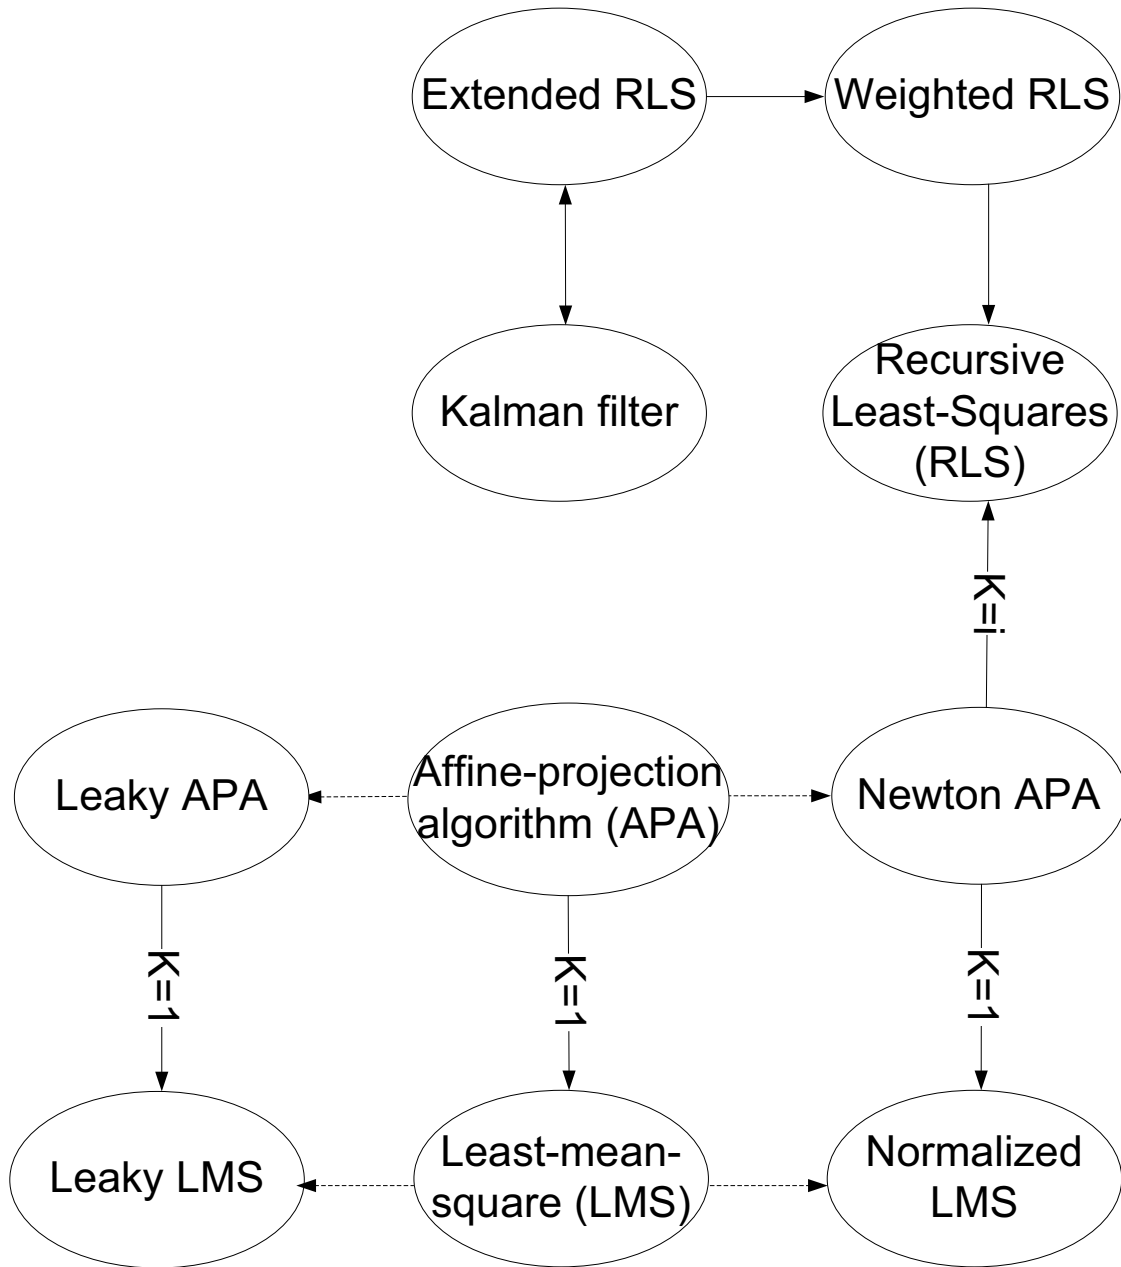 Extended RLS
Weighted RLS
Kalman filter
Recursive
Least-Squares
(RLS)
K=i
Leaky APA
Affine-projection
algorithm (APA)
Newton APA
K=1
K=1
K=1
Leaky LMS
Least-mean-
square (LMS)
Normalized
LMS